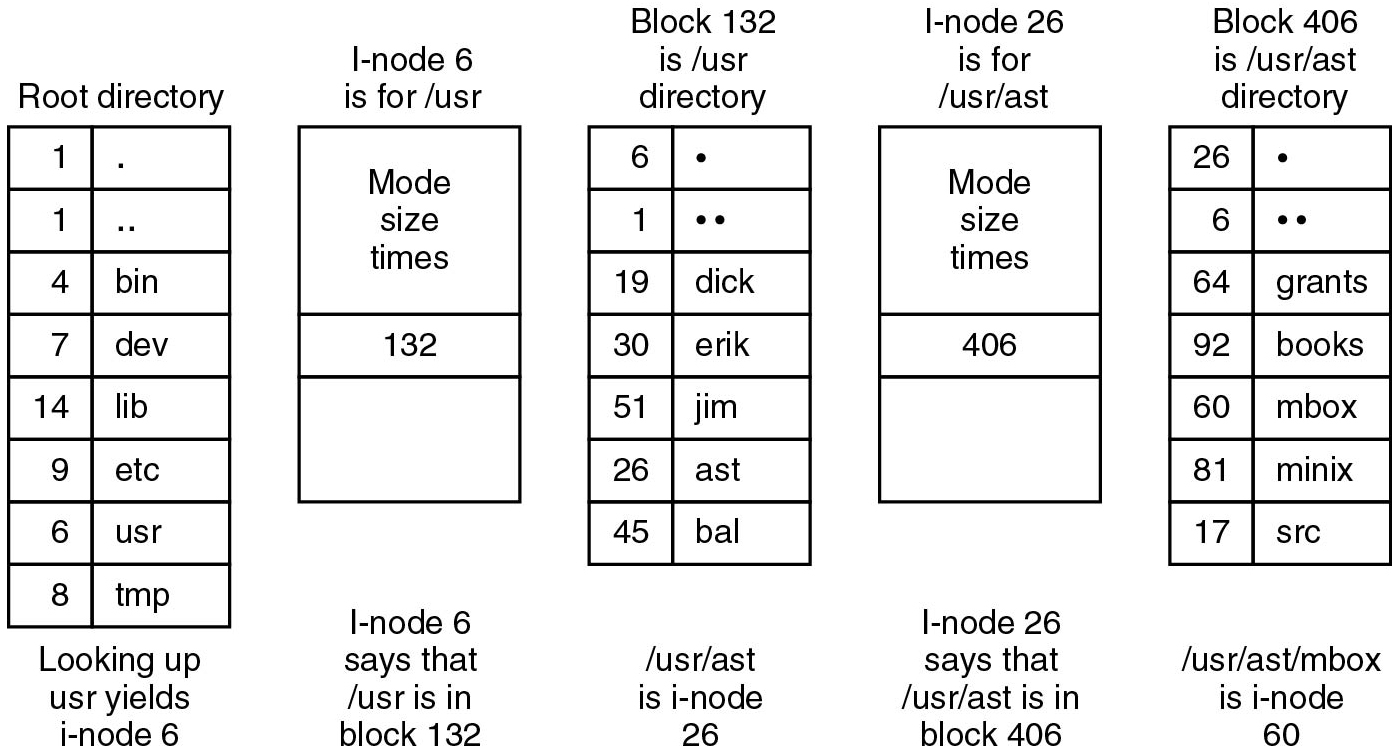 Root directory
1 .
1 ..
4 bin
7 dev
14 lib
9 etc
6 usr
8 tmp
Looking up
usr yields
i-node 6
I-node 6
is for /usr
Mode
size
times
132
I-node 6
says that
/usr is in
block 132
Block 132
is /usr
directory
6 •
1 ••
19 dick
30 erik
51 jim
26 ast
45 bal
/usr/ast
is i-node
26
I-node 26
is for
/usr/ast
Mode
size
times
406
I-node 26
says that
/usr/ast is in
block 406
Block 406
is /usr/ast
directory
26 •
6 ••
64 grants
92 books
60 mbox
81 minix
17 src
/usr/ast/mbox
is i-node
60